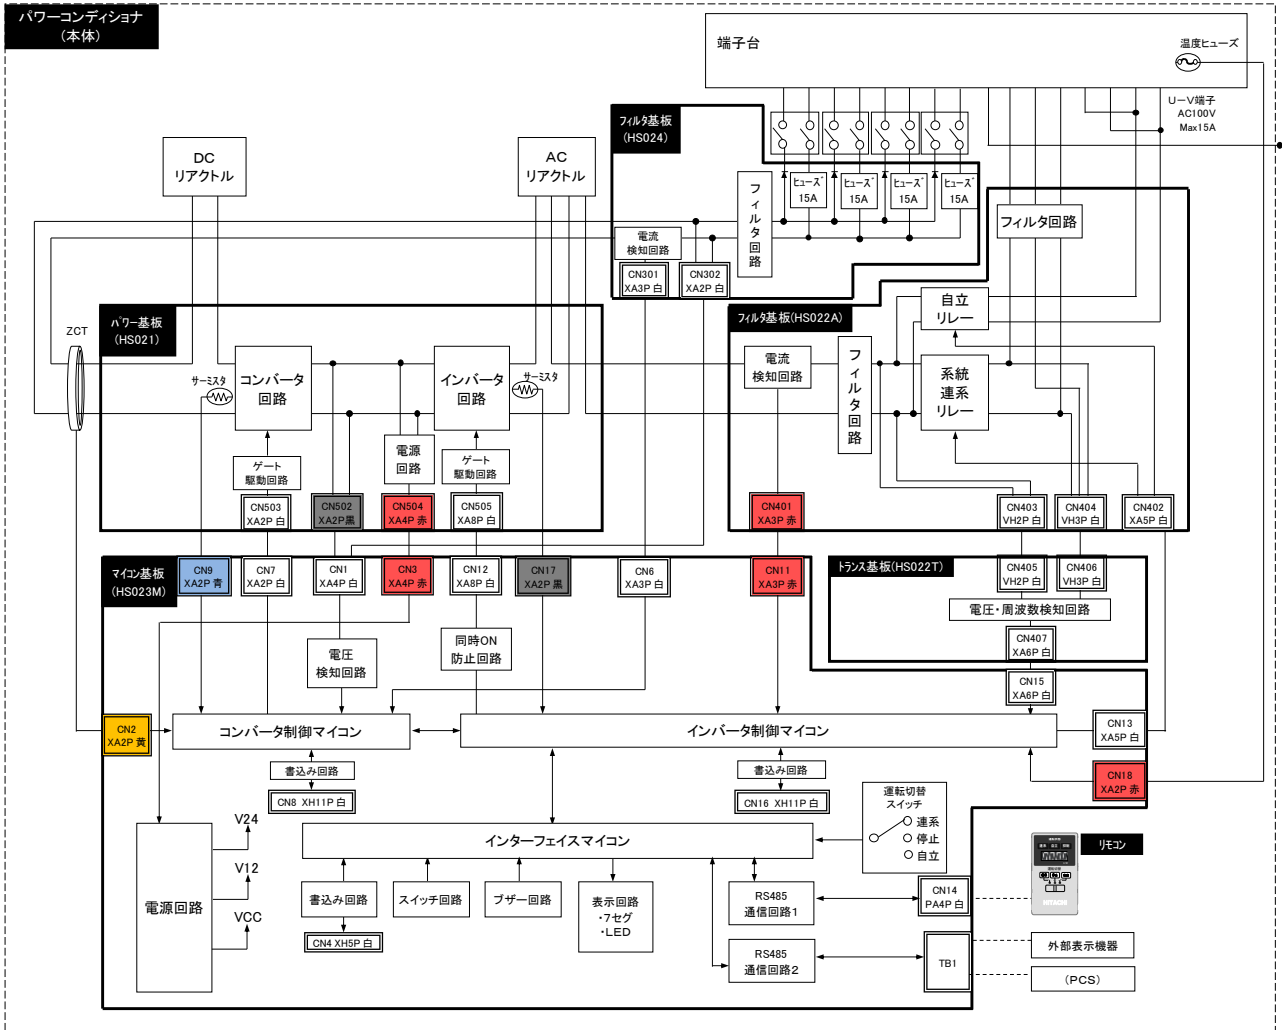 パワーコンディショナ
(本体)
端子台
温度ヒューズ
U-V端子
AC100V
Max15A
フィルタ基板
(HS024)
DC
リアクトル
AC
リアクトル
ヒューズ
15A
ヒューズ
15A
ヒューズ
15A
ヒューズ
15A
フィルタ回路
フィルタ回路
電流
検知回路
CN301
XA3P 白
CN302
XA2P 白
ZCT
パワー基板
(HS021)
サーミスタ
コンバータ
回路
インバータ
回路
サーミスタ
電源
回路
ゲート
駆動回路
ゲート
駆動回路
CN503
XA2P 白
CN502
XA2P 黒
CN504
XA4P 赤
CN505
XA8P 白
フィルタ基板(HS022A)
自立
リレー
電流
検知回路
フィルタ回路
系統
連系
リレー
CN401
XA3P 赤
CN403
VH2P 白
CN404
VH3P 白
CN402
XA5P 白
マイコン基板
(HS023M)
CN9
XA2P 青
CN7
XA2P 白
CN1
XA4P 白
CN3
XA4P 赤
CN12
XA8P 白
CN17
XA2P 黒
CN6
XA3P 白
CN11
XA3P 赤
トランス基板(HS022T)
CN405
VH2P 白
CN406
VH3P 白
電圧・周波数検知回路
CN407
XA6P 白
CN15
XA6P 白
電圧
検知回路
同時ON
防止回路
CN2
XA2P 黄
コンバータ制御マイコン
インバータ制御マイコン
CN13
XA5P 白
CN18
XA2P 赤
書込み回路
CN8 XH11P 白
書込み回路
CN16 XH11P 白
運転切替
スイッチ
連系
停止
自立
リモコン
HITACHI
電源回路
V24
V12
VCC
インターフェイスマイコン
書込み回路
CN4 XH5P 白
スイッチ回路
ブザー回路
表示回路
・7セグ
・LED
RS485
通信回路1
RS485
通信回路2
CN14
PA4P 白
TB1
外部表示機器
(PCS)